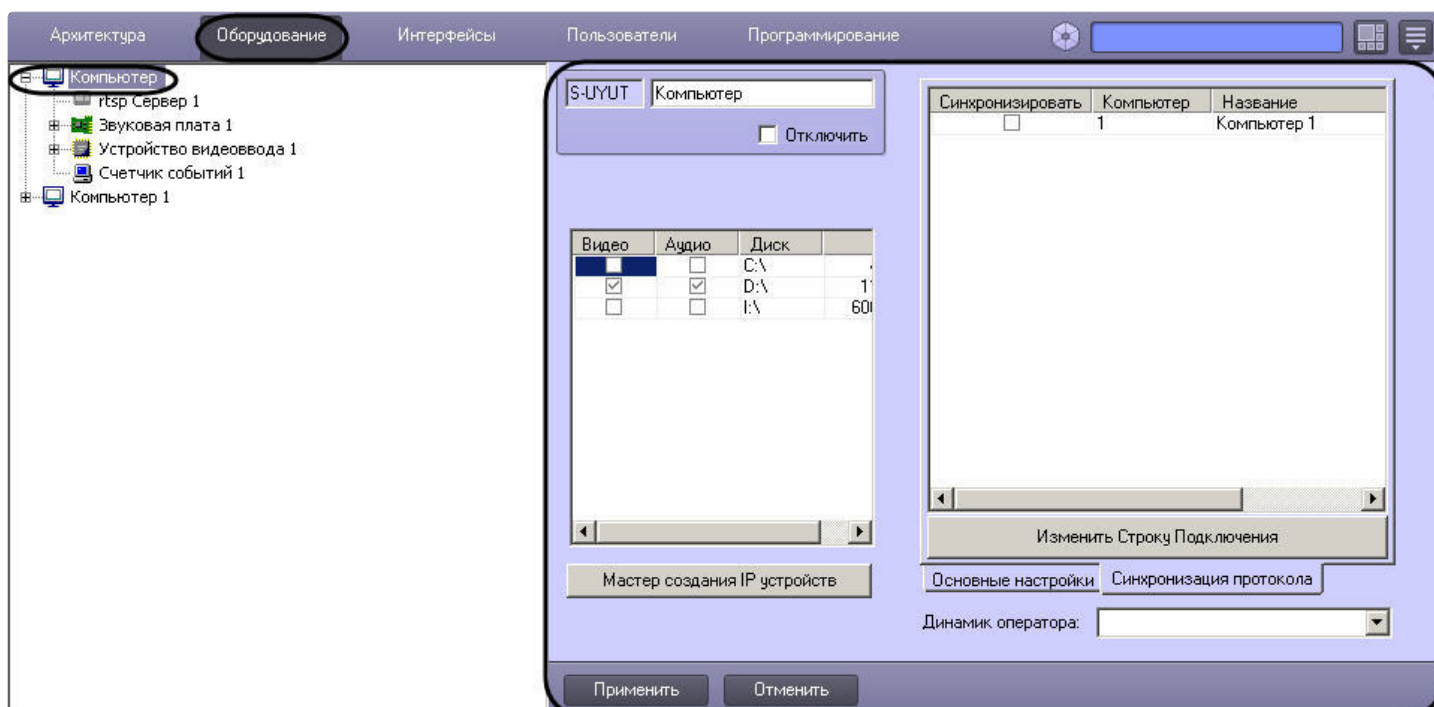 Архитектура Оборудование Интерфейсы Пользователи Программирование
Компьютер
rtsp Сервер 1
Звуковая плата 1
Устройство видеоввода 1
Счетчик событий 1
Компьютер 1
S-UYUT Компьютер
Отключить
Видео Аудио Диск
C:\
D:\ 1
I:\ 60
Мастер создания IP устройств
Синхронизировать Компьютер Название
1 Компьютер 1
Изменить Строку Подключения
Основные настройки Синхронизация протокола
Динамик оператора:
Применить Отменить